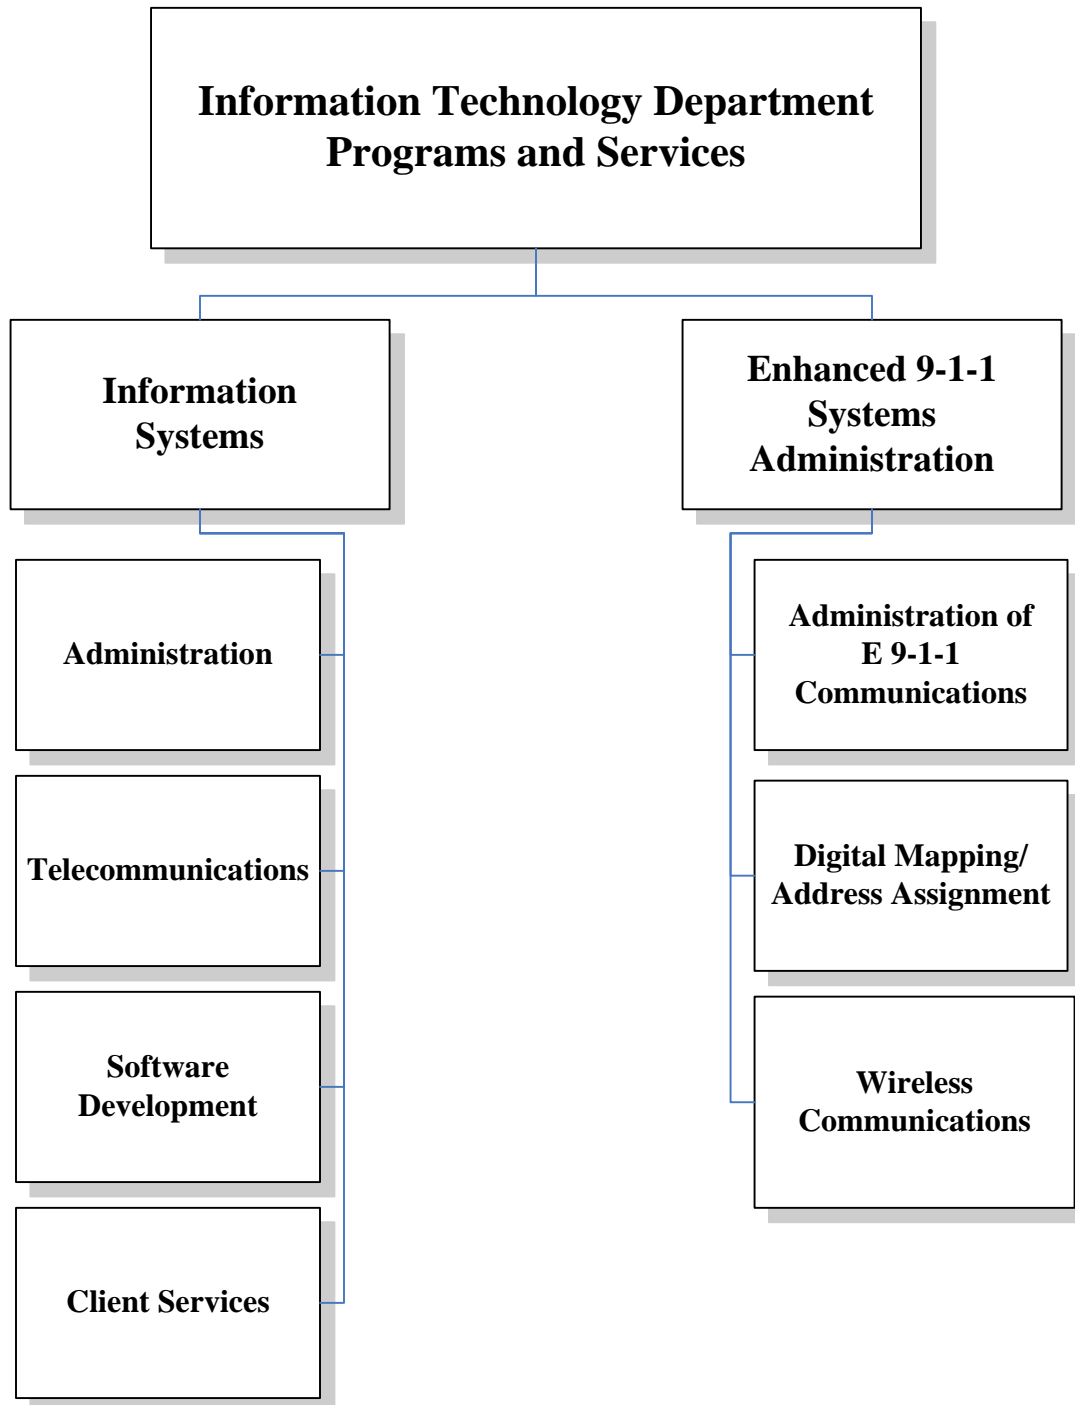 Information Technology Department
Programs and Services
Information
Systems
Enhanced 9-1-1
Systems
Administration
Administration
Telecommunications
Software
Development
Client Services
Administration of
E 9-1-1
Communications
Digital Mapping/
Address Assignment
Wireless
Communications